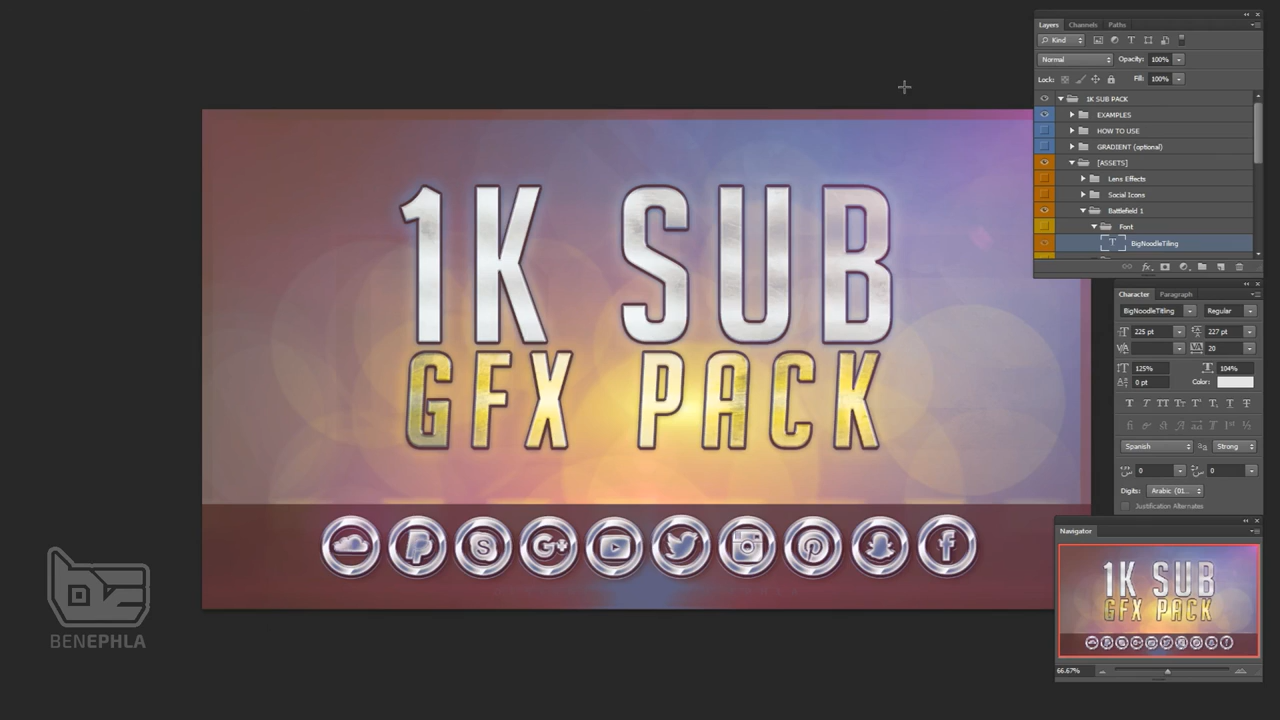 Layers Channels Paths
Kind
Normal Opacity: 100%
Lock: Fill: 100%
1K SUB PACK
EXAMPLES
HOW TO USE
GRADIENT (optional)
[ASSETS]
Lens Effects
Social Icons
Battlefield 1
Font
BigNoodleTiling
1K SUB
GFX PACK
Character Paragraph
BigNoodleTitling Regular
225 pt 227 pt
20
125% 104%
0 pt Color:
Spanish Strong
0 0
Digits: Arabic (01...
Justification Alternates
Navigator
1K SUB
GFX PACK
66.67%
BENEPHLA